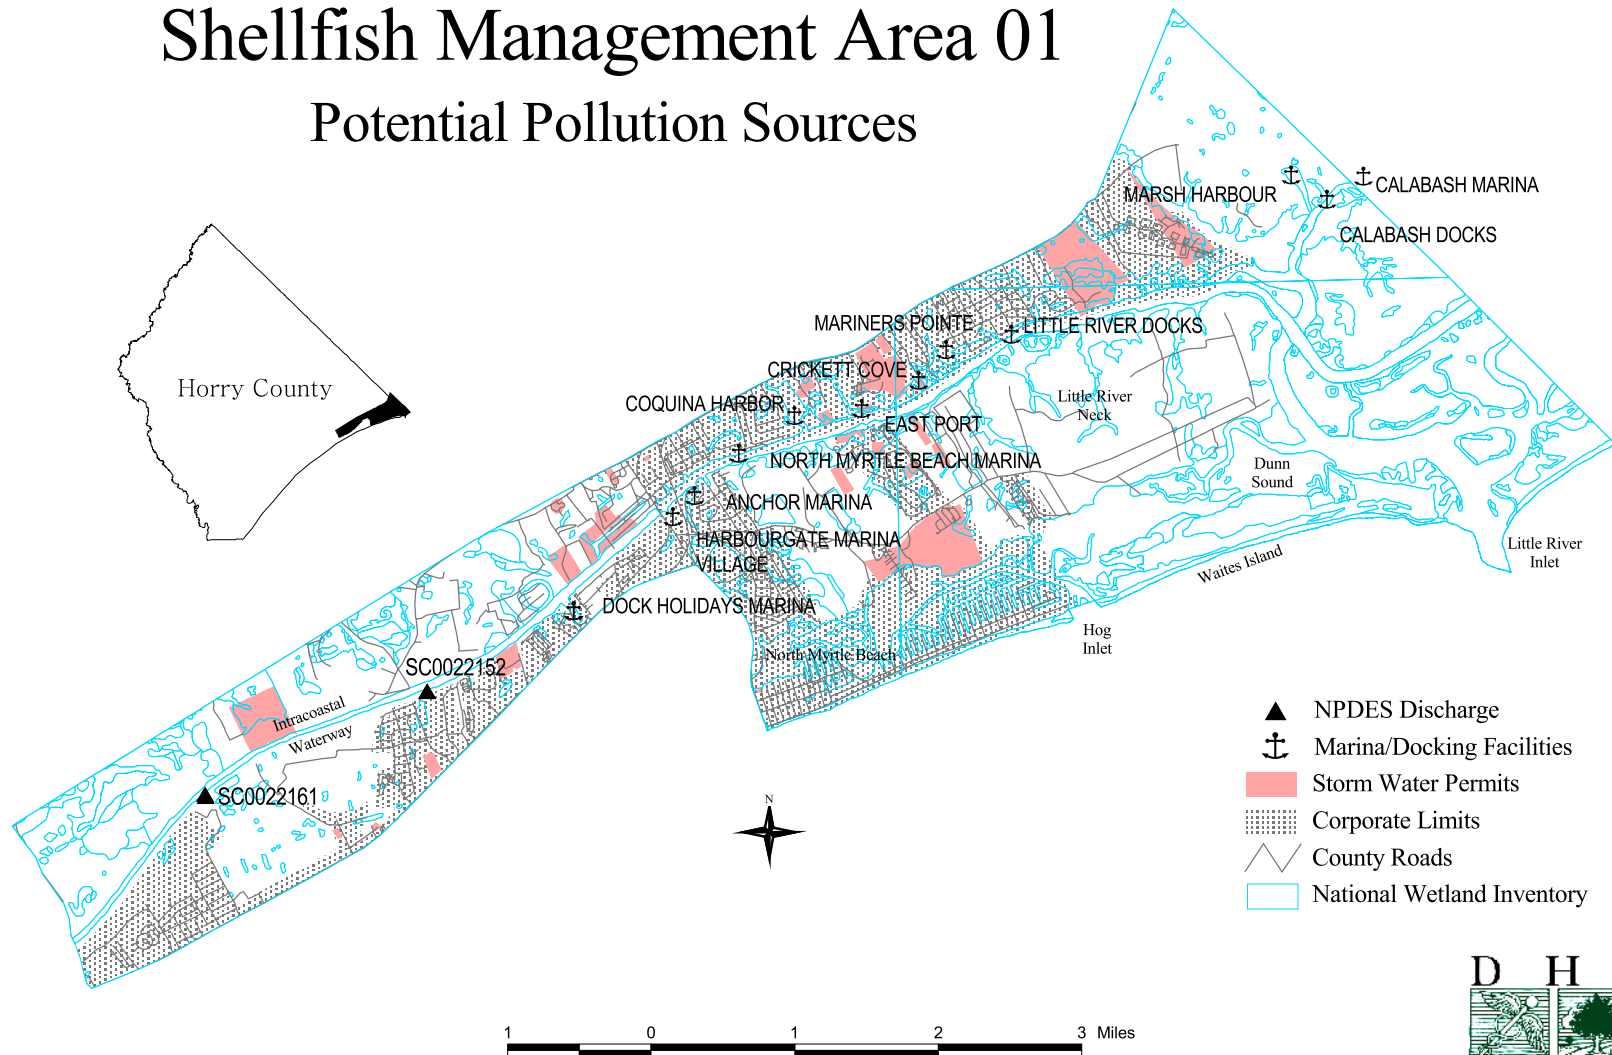 Shellfish Management Area 01
Potential Pollution Sources
MARSH HARBOUR
CALABASH MARINA
CALABASH DOCKS
MARINERS POINTE
LITTLE RIVER DOCKS
CRICKETT COVE
COQUINA HARBOR
Little River
Neck
EAST PORT
NORTH MYRTLE BEACH MARINA
Dunn
Sound
ANCHOR MARINA
HARBOURGATE MARINA
VILLAGE
Waites Island
Little River
Inlet
DOCK HOLIDAYS MARINA
Hog
Inlet
North Myrtle Beach
SC0022152
Intracoastal
Waterway
SC0022161
Horry County
N
NPDES Discharge
Marina/Docking Facilities
Storm Water Permits
Corporate Limits
County Roads
National Wetland Inventory
1 0 1 2 3 Miles
D H